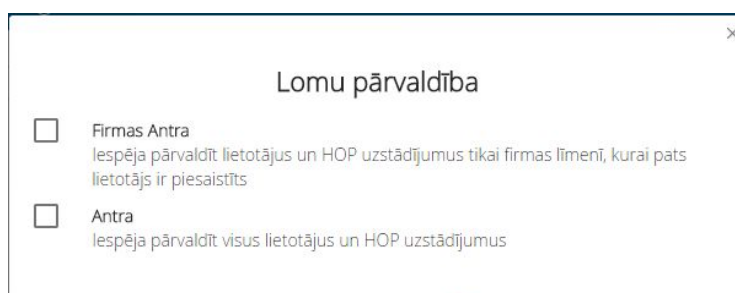 Lomu pārvaldība
Firmas Antra
Iespēja pārvaldīt lietotājus un HOP uzstādījumus tikai firmas līmenī, kurai pats
lietotājs ir piesaistīts
Antra
Iespēja pārvaldīt visus lietotājus un HOP uzstādījumus